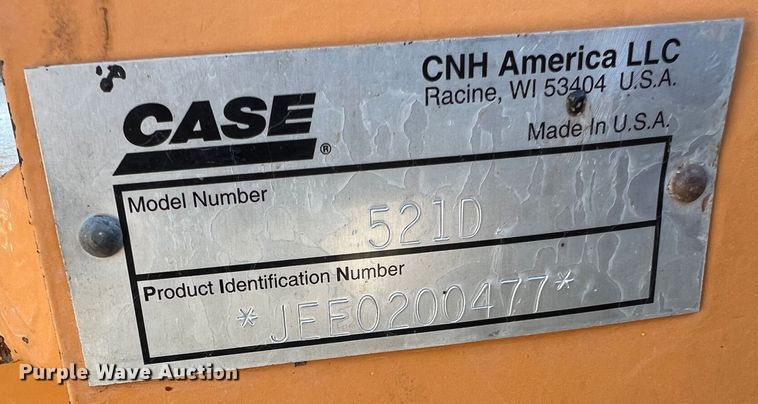 CASE®
CNH America LLC
Racine, WI 53404 U.S.A.
Made In U.S.A.
Model Number
521D
Product Identification Number
*JEE0200477*
Purple Wave Auction